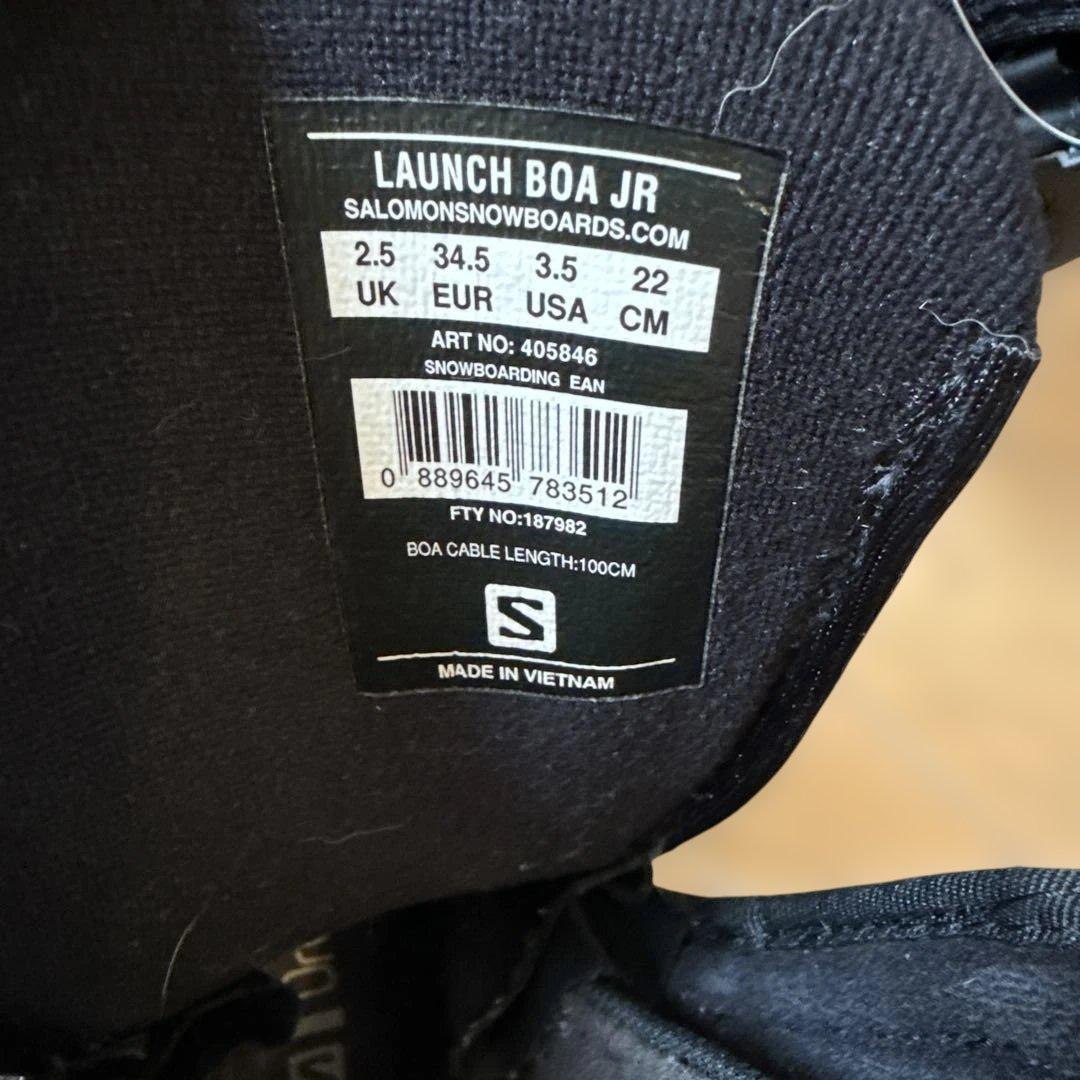 LAUNCH BOA JR
SALOMONSNOWBOARDS.COM
2.5 34.5 3.5 22
UK EUR USA CM
ART NO: 405846
SNOWBOARDING EAN
0 889645 783512
FTY NO:187982
BOA CABLE LENGTH:100CM
S
MADE IN VIETNAM